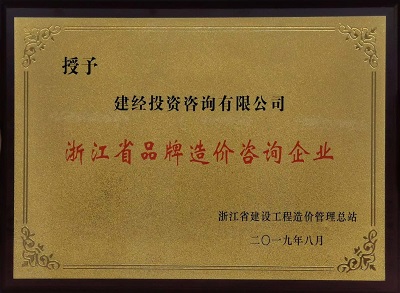 授予
建经投资咨询有限公司
浙江省品牌造价咨询企业
浙江省建设工程造价管理总站
二〇一九年八月